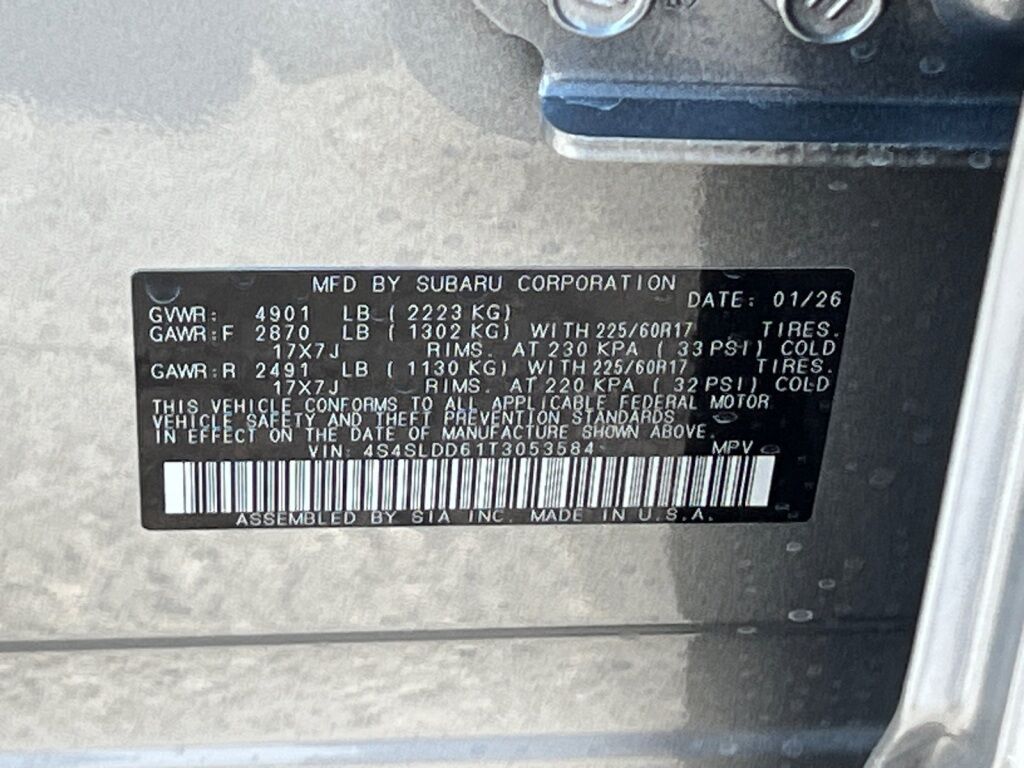 MFD BY SUBARU CORPORATION
DATE: 01/26
GVWR: 4901 LB ( 2223 KG)
GAWR:F 2870 LB ( 1302 KG) WITH 225/60R17 TIRES.
17X7J RIMS. AT 230 KPA ( 33 PSI) COLD
GAWR:R 2491 LB ( 1130 KG) WITH 225/60R17 TIRES.
17X7J RIMS. AT 220 KPA ( 32 PSI) COLD
THIS VEHICLE CONFORMS TO ALL APPLICABLE FEDERAL MOTOR
VEHICLE SAFETY AND THEFT PREVENTION STANDARDS
IN EFFECT ON THE DATE OF MANUFACTURE SHOWN ABOVE.
VIN: 4S4SLDD61T3053584 MPV
ASSEMBLED BY SIA INC. MADE IN U.S.A.